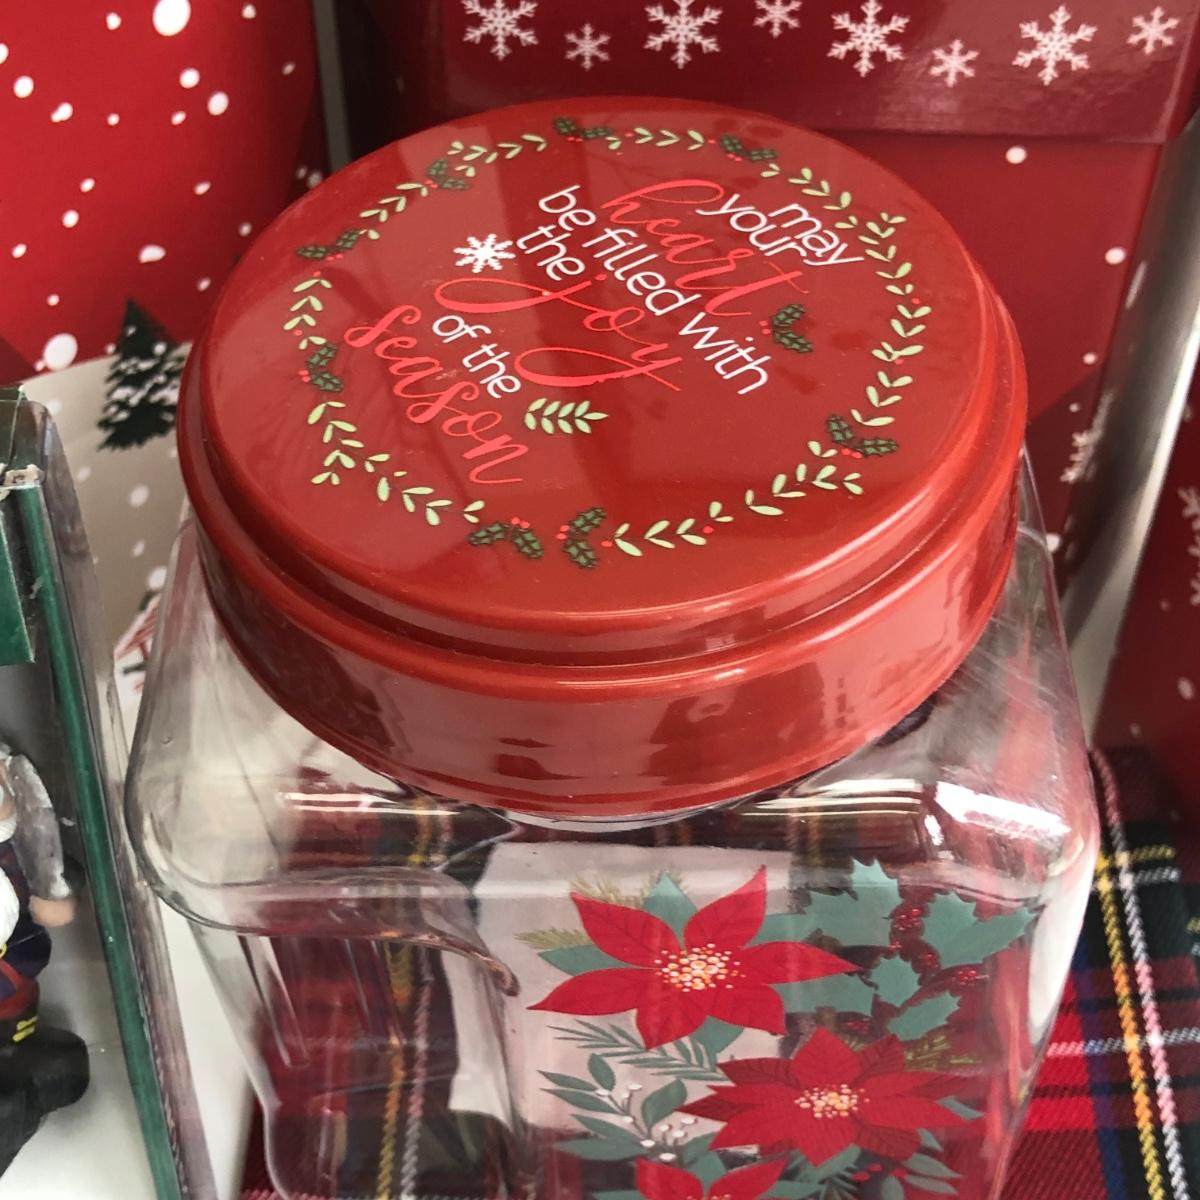 may
your
heart
be filled with
the joy
of the
season